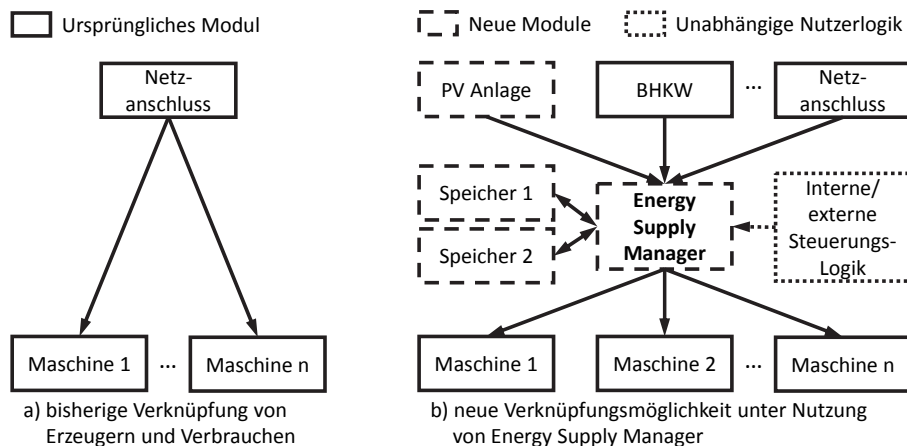 Ursprüngliches Modul
Netz-
anschluss
Maschine 1
...
Maschine n
a) bisherige Verknüpfung von
Erzeugern und Verbrauchen
Neue Module
Unabhängige Nutzerlogik
PV Anlage
BHKW
...
Netz-
anschluss
Speicher 1
Speicher 2
Energy
Supply
Manager
Interne/
externe
Steuerungs-
Logik
Maschine 1
Maschine 2
...
Maschine n
b) neue Verknüpfungsmöglichkeit unter Nutzung
von Energy Supply Manager